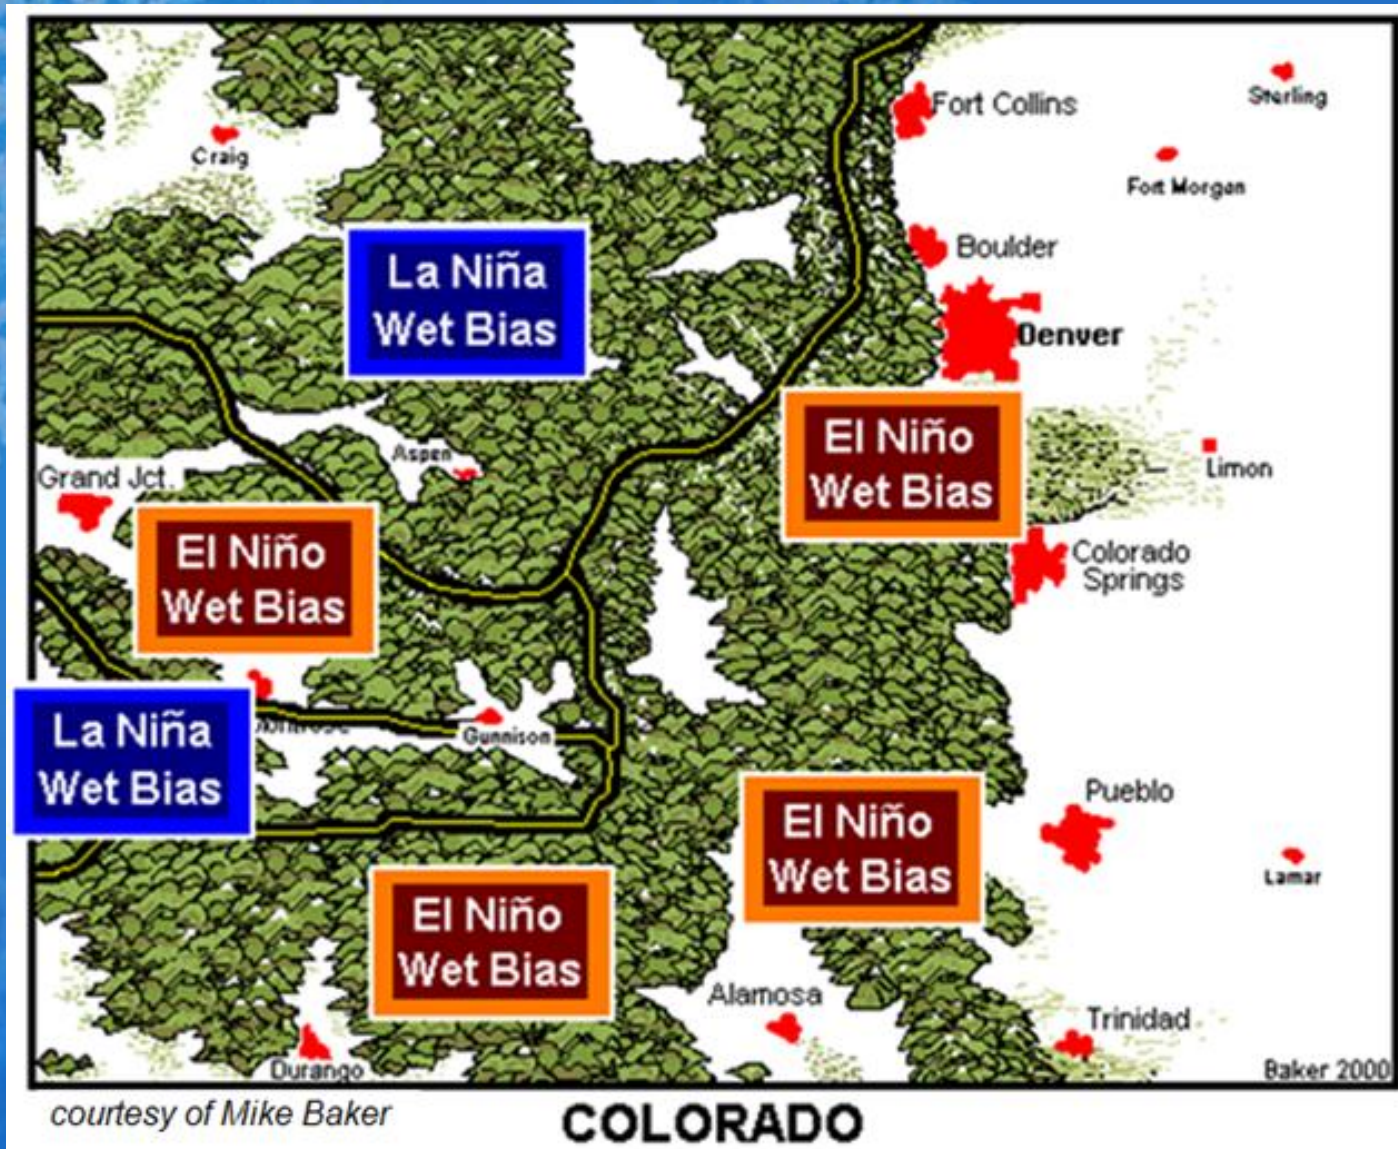 Sterling
Fort Collins
Craig
Fort Morgan
La Niña
Wet Bias
Boulder
Denver
El Niño
Wet Bias
Limon
Aspen
Grand Jct.
El Niño
Wet Bias
Colorado
Springs
La Niña
Wet Bias
Gunnison
El Niño
Wet Bias
Pueblo
Lamar
El Niño
Wet Bias
Alamosa
Trinidad
Durango
Baker 2000
courtesy of Mike Baker
COLORADO